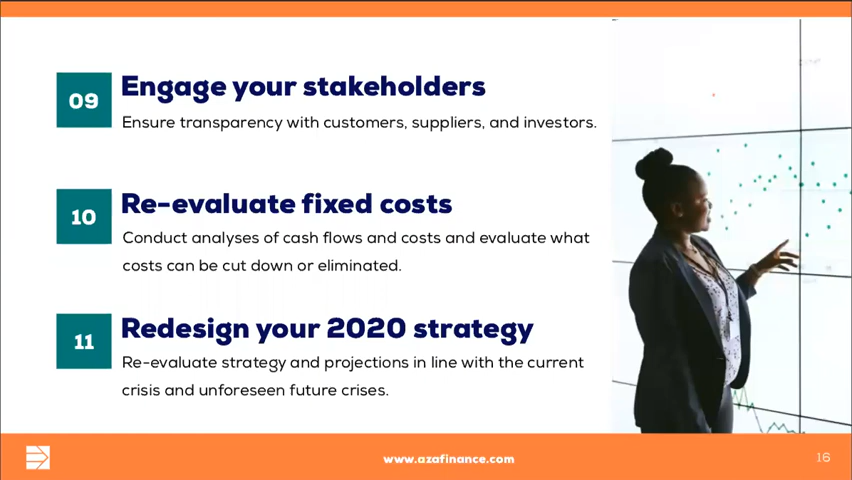 09
Engage your stakeholders
Ensure transparency with customers, suppliers, and investors.
10
Re-evaluate fixed costs
Conduct analyses of cash flows and costs and evaluate what
costs can be cut down or eliminated.
11
Redesign your 2020 strategy
Re-evaluate strategy and projections in line with the current
crisis and unforeseen future crises.
www.azafinance.com
16